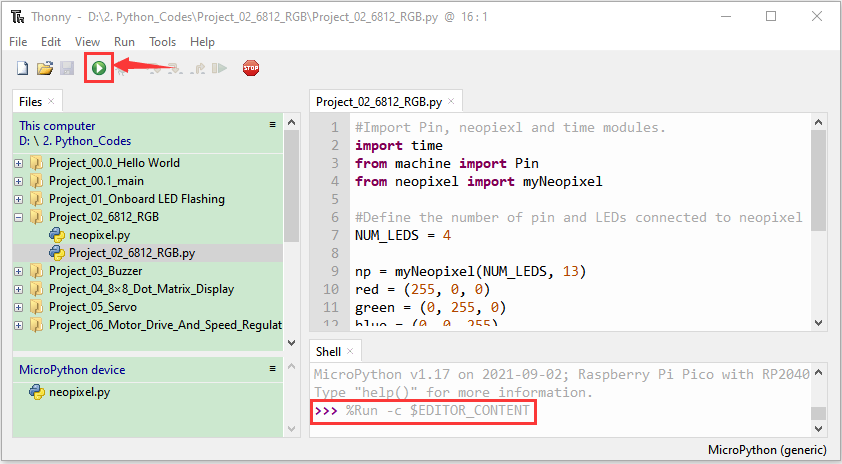 Thonny - D:\2. Python_Codes\Project_02_6812_RGB\Project_02_6812_RGB.py @ 16 : 1
File Edit View Run Tools Help
STOP
Files
This computer
D: \ 2. Python_Codes
Project_00.0_Hello World
Project_00.1_main
Project_01_Onboard LED Flashing
Project_02_6812_RGB
neopixel.py
Project_02_6812_RGB.py
Project_03_Buzzer
Project_04_8×8_Dot_Matrix_Display
Project_05_Servo
Project_06_Motor_Drive_And_Speed_Regulat
MicroPython device
neopixel.py
Project_02_6812_RGB.py
1 #Import Pin, neopiexl and time modules.
2 import time
3 from machine import Pin
4 from neopixel import myNeopixel
5
6 #Define the number of pin and LEDs connected to neopixel
7 NUM_LEDS = 4
8
9 np = myNeopixel(NUM_LEDS, 13)
10 red = (255, 0, 0)
11 green = (0, 255, 0)
12 blue = (0, 0, 255)
Shell
MicroPython v1.17 on 2021-09-02; Raspberry Pi Pico with RP2040
Type "help()" for more information.
>>> %Run -c $EDITOR_CONTENT
MicroPython (generic)